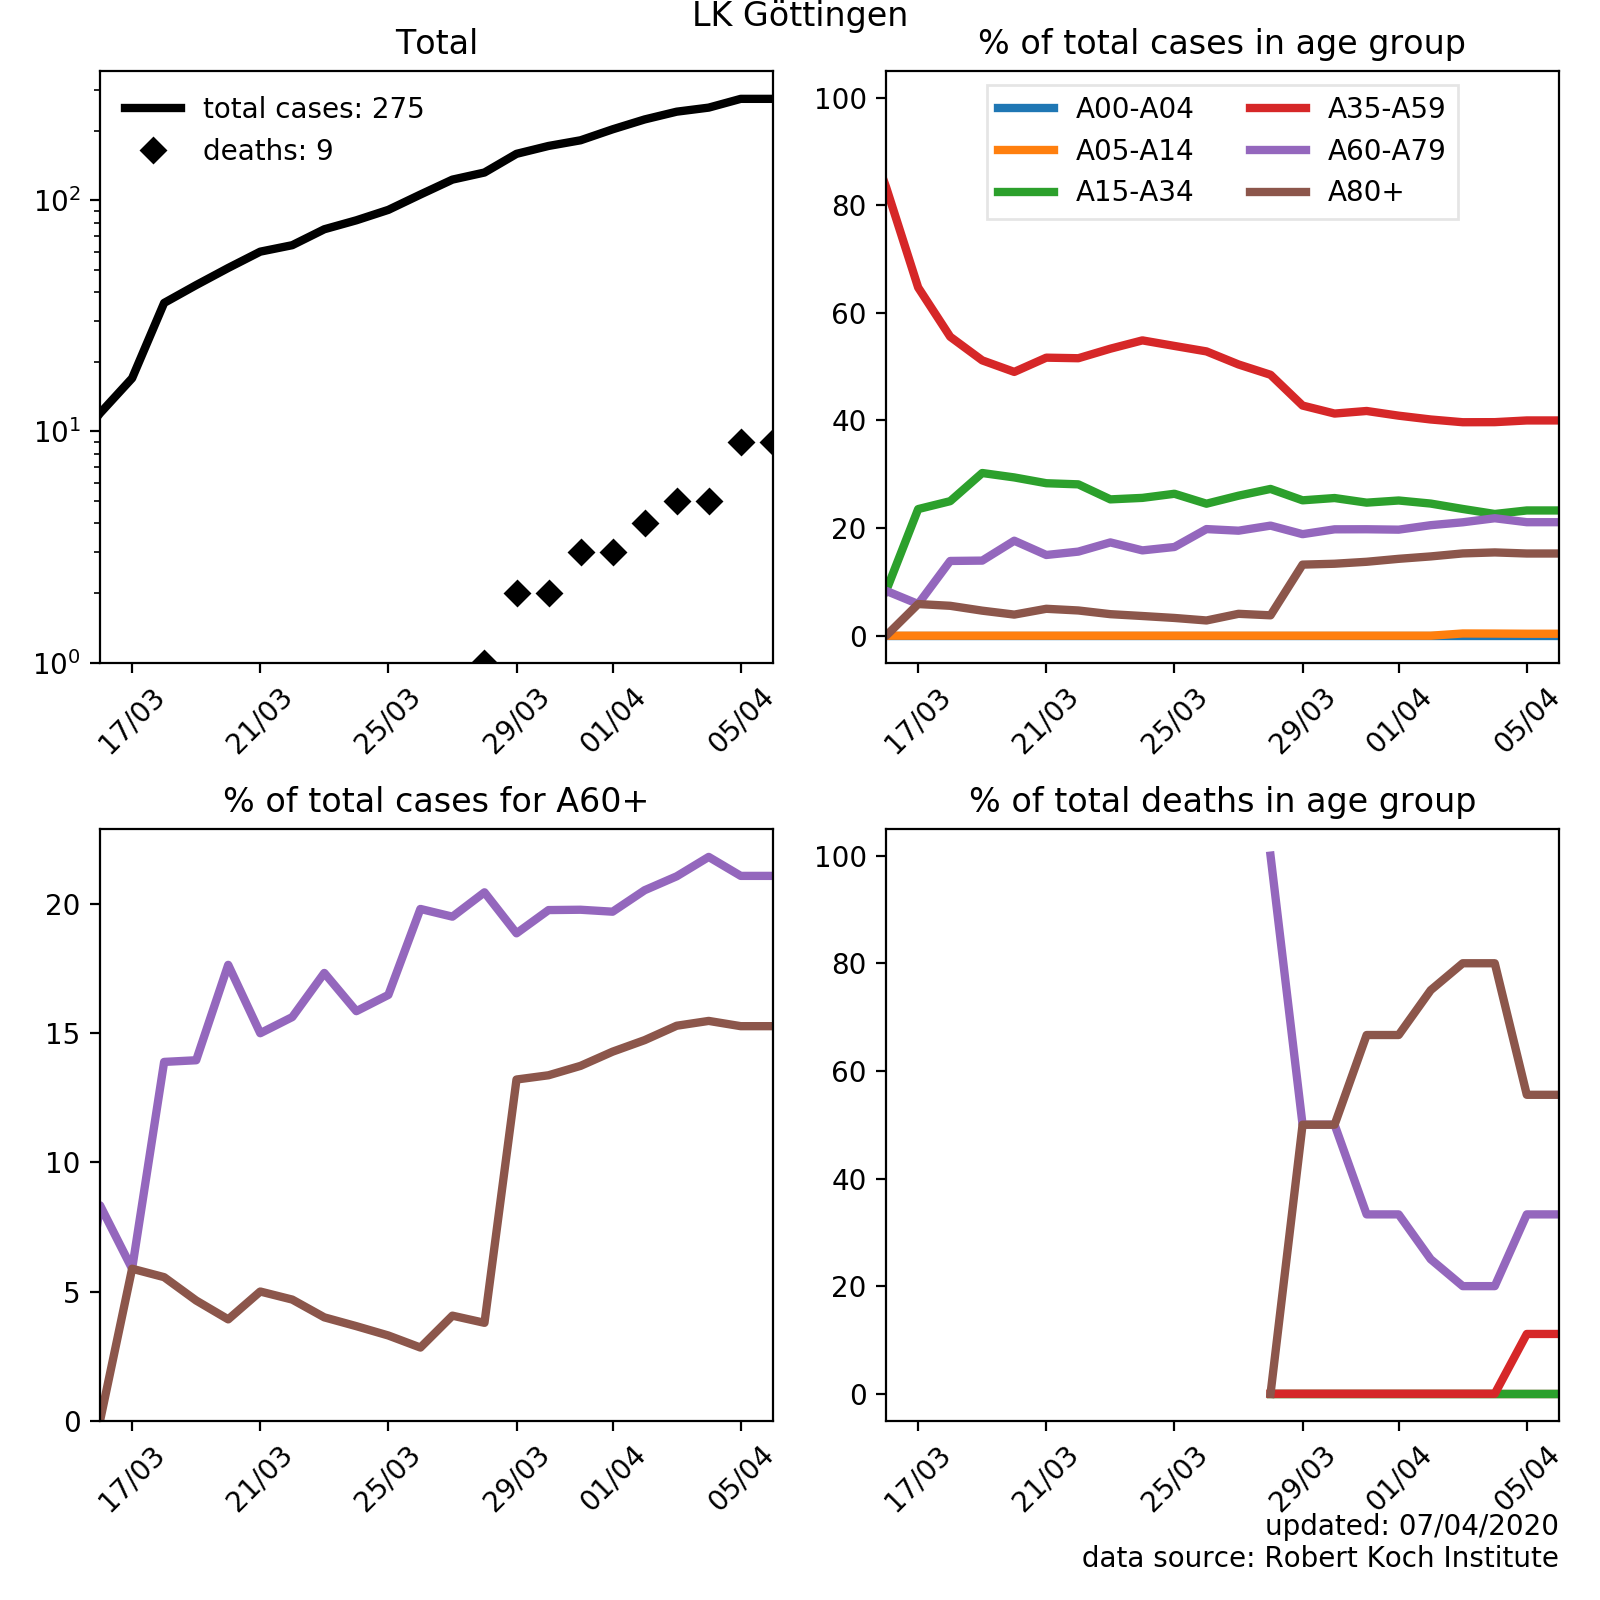 LK Göttingen
Total
total cases: 275
deaths: 9
10²
10¹
10⁰
17/03
21/03
25/03
29/03
01/04
05/04
% of total cases in age group
A00-A04
A05-A14
A15-A34
A35-A59
A60-A79
A80+
100
80
60
40
20
0
17/03
21/03
25/03
29/03
01/04
05/04
% of total cases for A60+
20
15
10
5
0
17/03
21/03
25/03
29/03
01/04
05/04
% of total deaths in age group
100
80
60
40
20
0
17/03
21/03
25/03
29/03
01/04
05/04
updated: 07/04/2020
data source: Robert Koch Institute